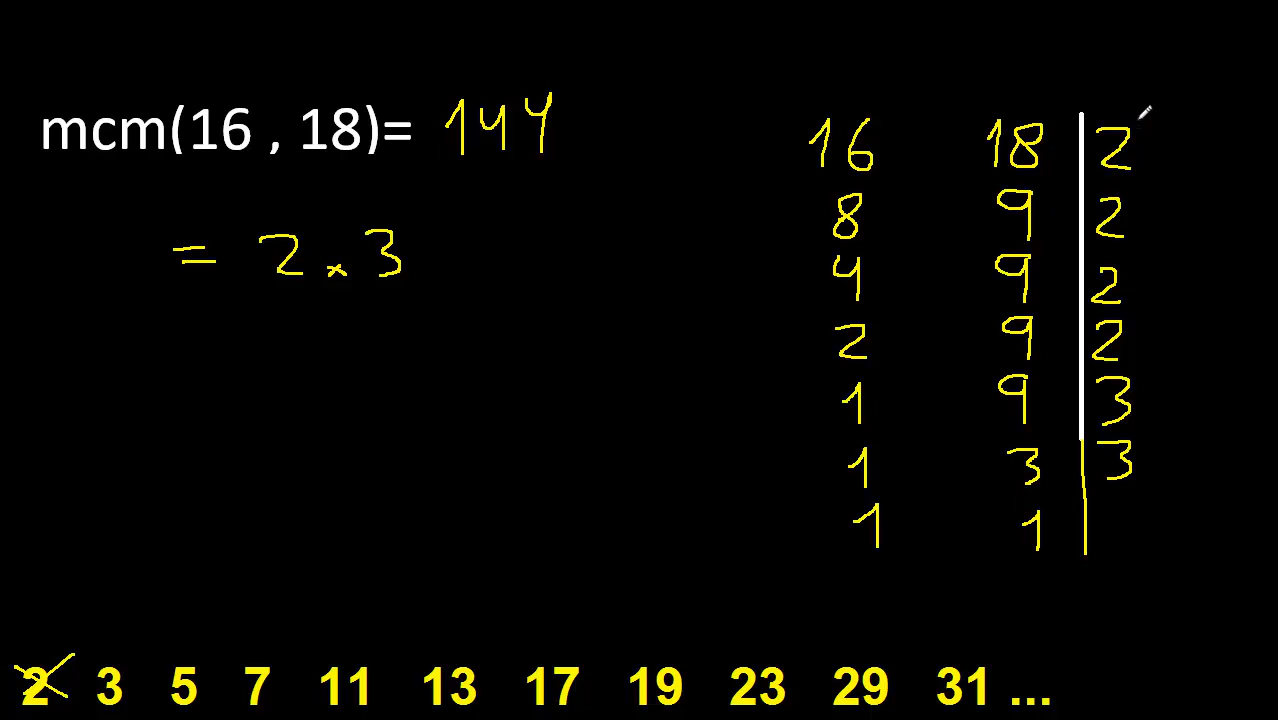 mcm(16 , 18)= 144
= 2 × 3
16 18 2
8 9 2
4 9 2
2 9 2
1 9 3
1 3 3
1 1
2 3 5 7 11 13 17 19 23 29 31 ...